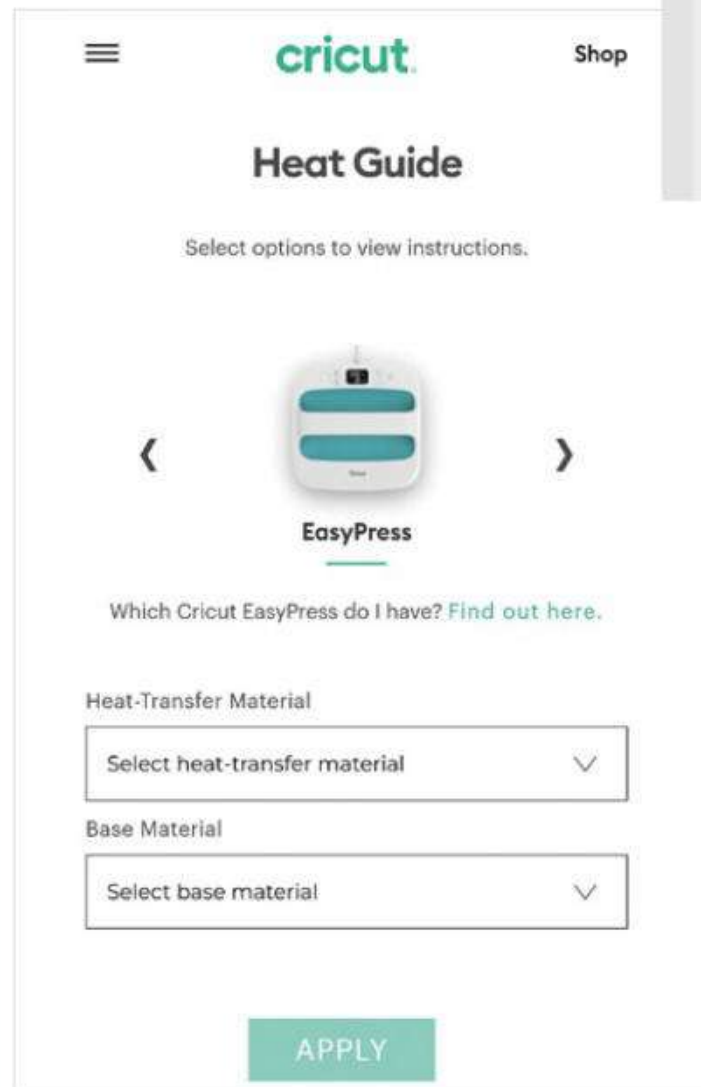 cricut
Shop
Heat Guide
Select options to view instructions.
EasyPress
Which Cricut EasyPress do I have? Find out here.
Heat-Transfer Material
Select heat-transfer material
Base Material
Select base material
APPLY